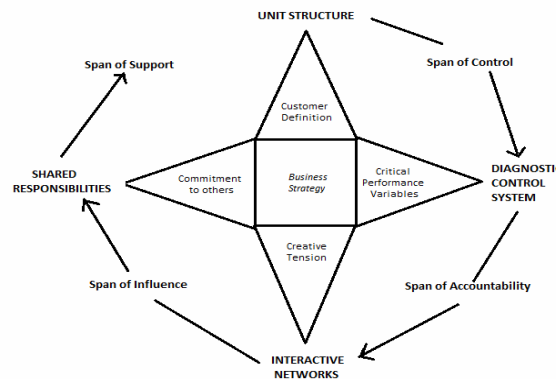 UNIT STRUCTURE
Span of Support
Span of Control
Customer
Definition
SHARED
RESPONSIBILITIES
Commitment
to others
Business
Strategy
Critical
Performance
Variables
DIAGNOSTIC
CONTROL
SYSTEM
Creative
Tension
Span of Influence
Span of Accountability
INTERACTIVE
NETWORKS